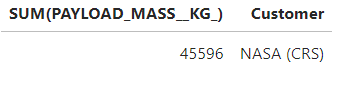 SUM(PAYLOAD_MASS__KG_) Customer
45596 NASA (CRS)